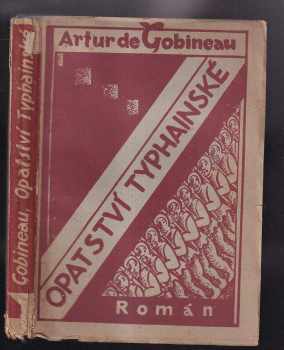 Artur de Gobineau
OPATSTVÍ TYPHAINSKÉ
Román
Gobineau, Opatství Typhainské